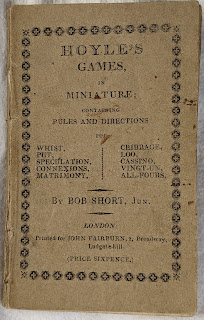 HOYLE'S
GAMES,
IN
MINIATURE;
CONTAINING
RULES AND DIRECTIONS
FOR
WHIST,
PUT,
SPECULATION,
CONNEXIONS,
MATRIMONY,
CRIBBAGE,
LOO,
CASSINO,
VINGT-UN,
ALL-FOURS,
BY BOB SHORT, JUN.
LONDON:
Printed for JOHN FAIRBURN, 2, Broadway,
Ludgate-Hill.
(PRICE SIXPENCE.)